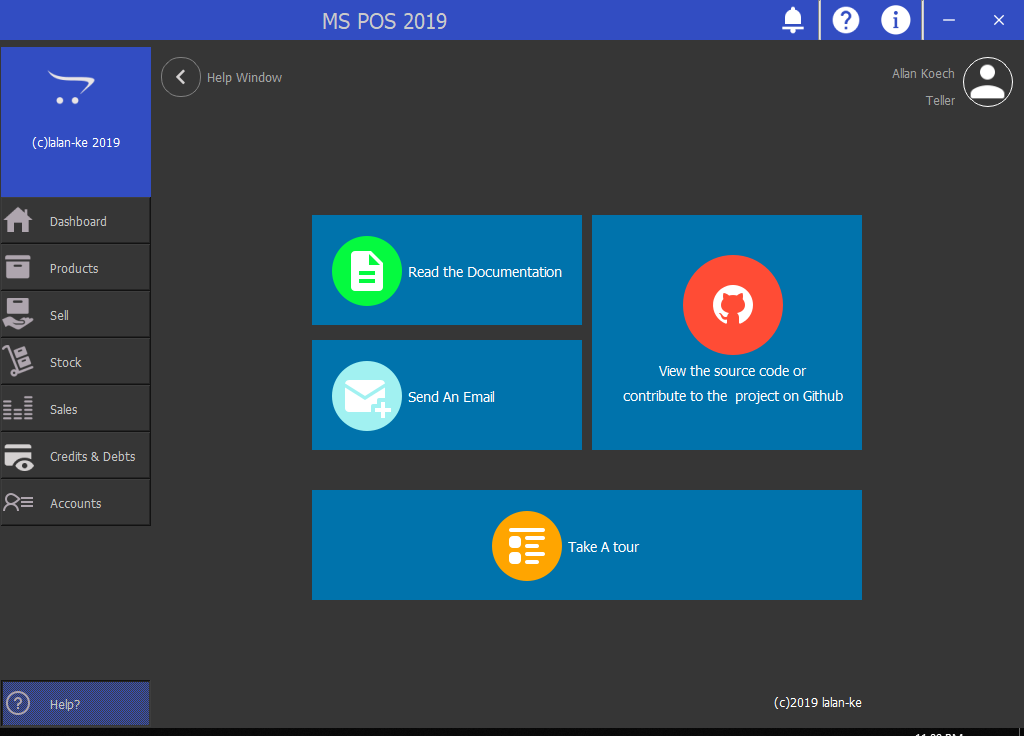 MS POS 2019
Help Window
Allan Koech
Teller
(c)lalan-ke 2019
Dashboard
Products
Sell
Stock
Sales
Credits & Debts
Accounts
Help?
Read the Documentation
Send An Email
View the source code or
contribute to the project on Github
Take A tour
(c)2019 lalan-ke